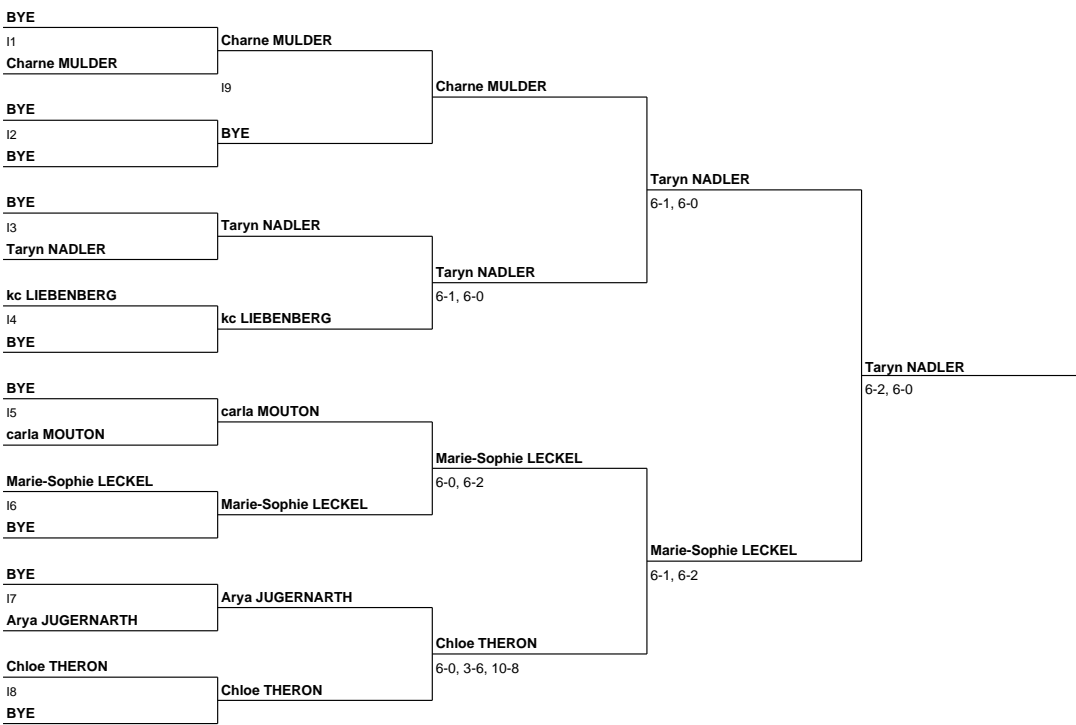 BYE
I1
Charne MULDER
Charne MULDER
I9
BYE
I2
BYE
BYE
Charne MULDER
BYE
I3
Taryn NADLER
Taryn NADLER
kc LIEBENBERG
I4
BYE
kc LIEBENBERG
Taryn NADLER
6-1, 6-0
Taryn NADLER
6-1, 6-0
BYE
I5
carla MOUTON
carla MOUTON
Marie-Sophie LECKEL
I6
BYE
Marie-Sophie LECKEL
Marie-Sophie LECKEL
6-0, 6-2
BYE
I7
Arya JUGERNARTH
Arya JUGERNARTH
Chloe THERON
I8
BYE
Chloe THERON
Chloe THERON
6-0, 3-6, 10-8
Marie-Sophie LECKEL
6-1, 6-2
Taryn NADLER
6-2, 6-0